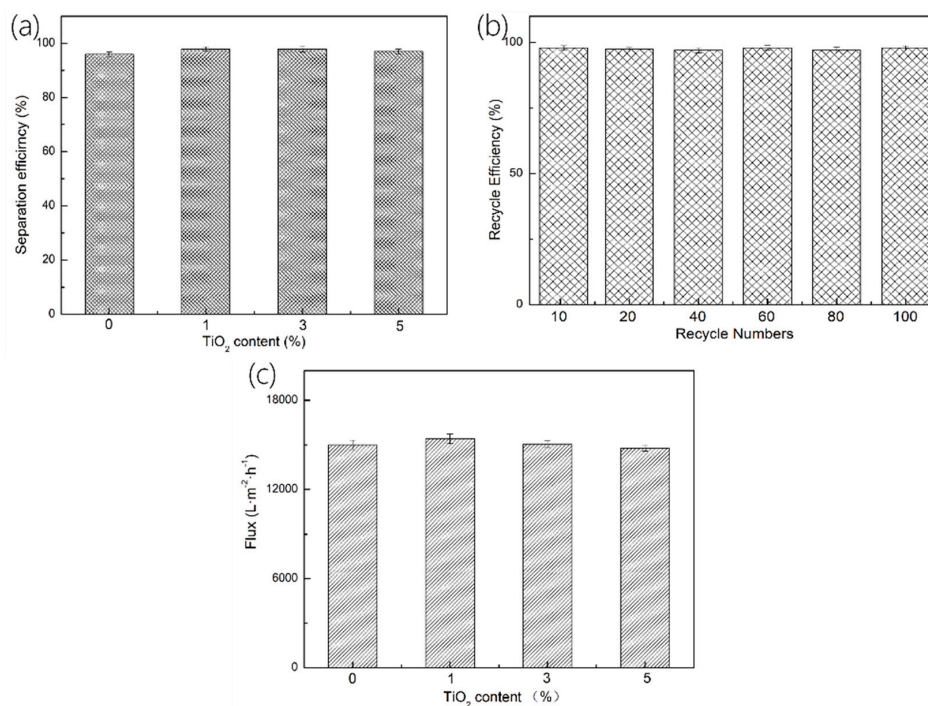 (a)
100
80
60
40
20
0
Separation efficirncy (%)
0 1 3 5
TiO₂ content (%)
(b)
100
50
0
Recycle Efficiency (%)
10 20 40 60 80 100
Recycle Numbers
(c)
18000
12000
6000
0
Flux (L·m⁻²·h⁻¹)
0 1 3 5
TiO₂ content（%）